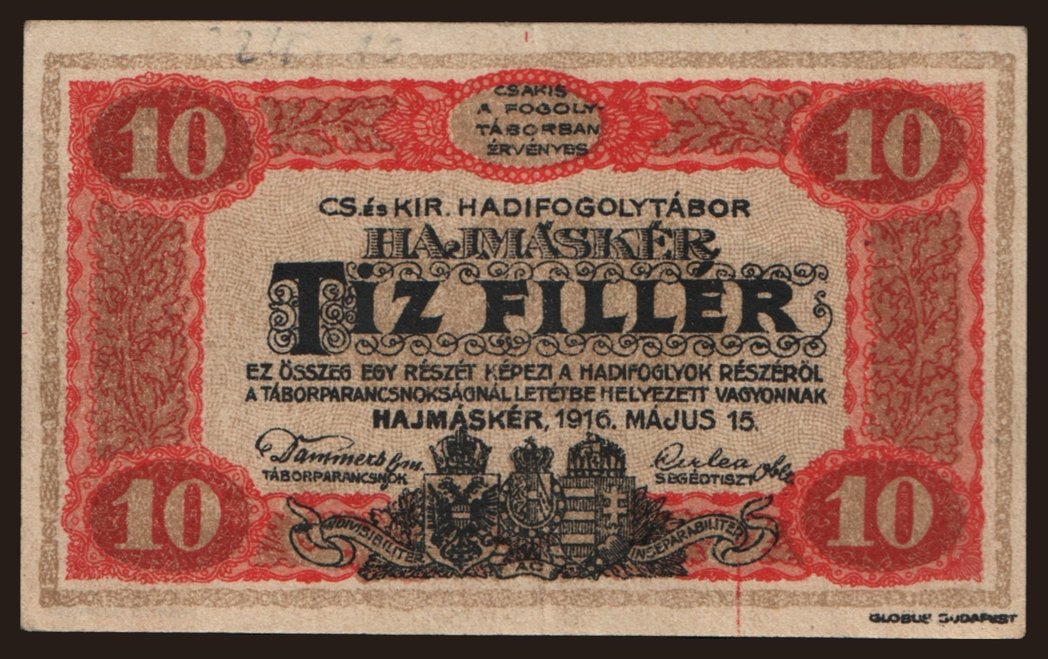 10
CSAKIS
A FOGOLY-
TÁBORBAN
ÉRVÉNYES
10
CS. és KIR. HADIFOGOLYTÁBOR
HAJMÁSKÉR
TÍZ FILLÉR
EZ ÖSSZEG EGY RÉSZÉT KÉPEZI A HADIFOGLYOK RÉSZÉRŐL
A TÁBORPARANCSNOKSÁGNÁL LETÉTBE HELYEZETT VAGYONNAK
HAJMÁSKÉR, 1916. MÁJUS 15.
TÁBORPARANCSNOK
SEGÉDTISZT
10
INDIVISIBILITER
AC
INSEPARABILITER
10
GLOBUS BUDAPEST